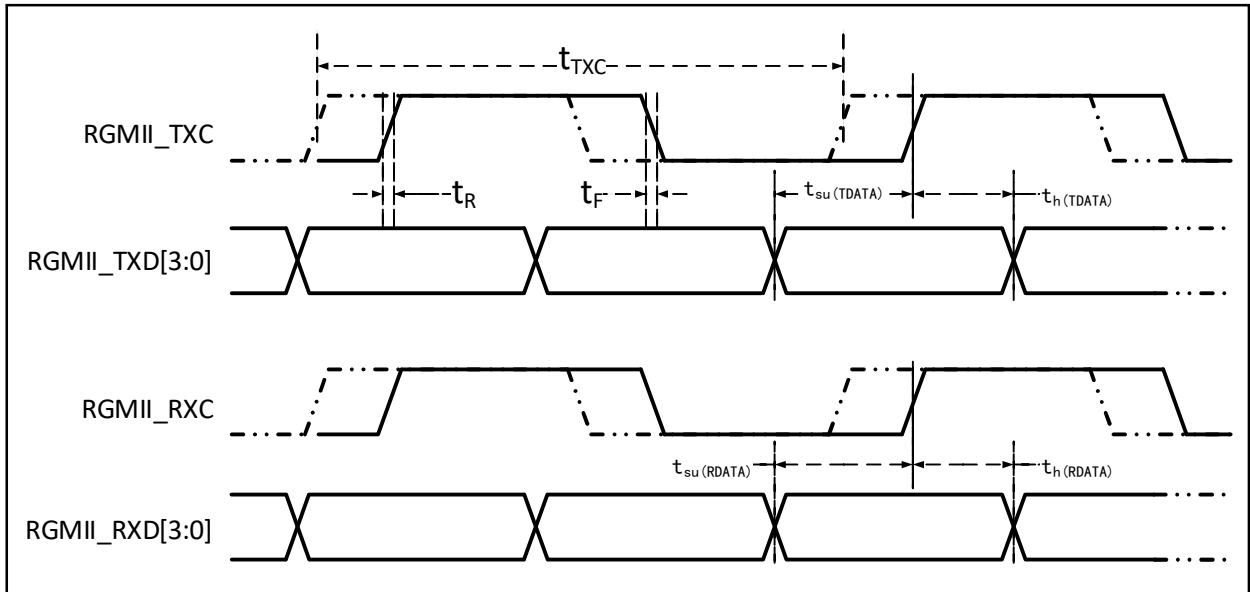 tTXC
RGMII_TXC
tR
tF
tsu(TDATA)
th(TDATA)
RGMII_TXD[3:0]
RGMII_RXC
tsu(RDATA)
th(RDATA)
RGMII_RXD[3:0]